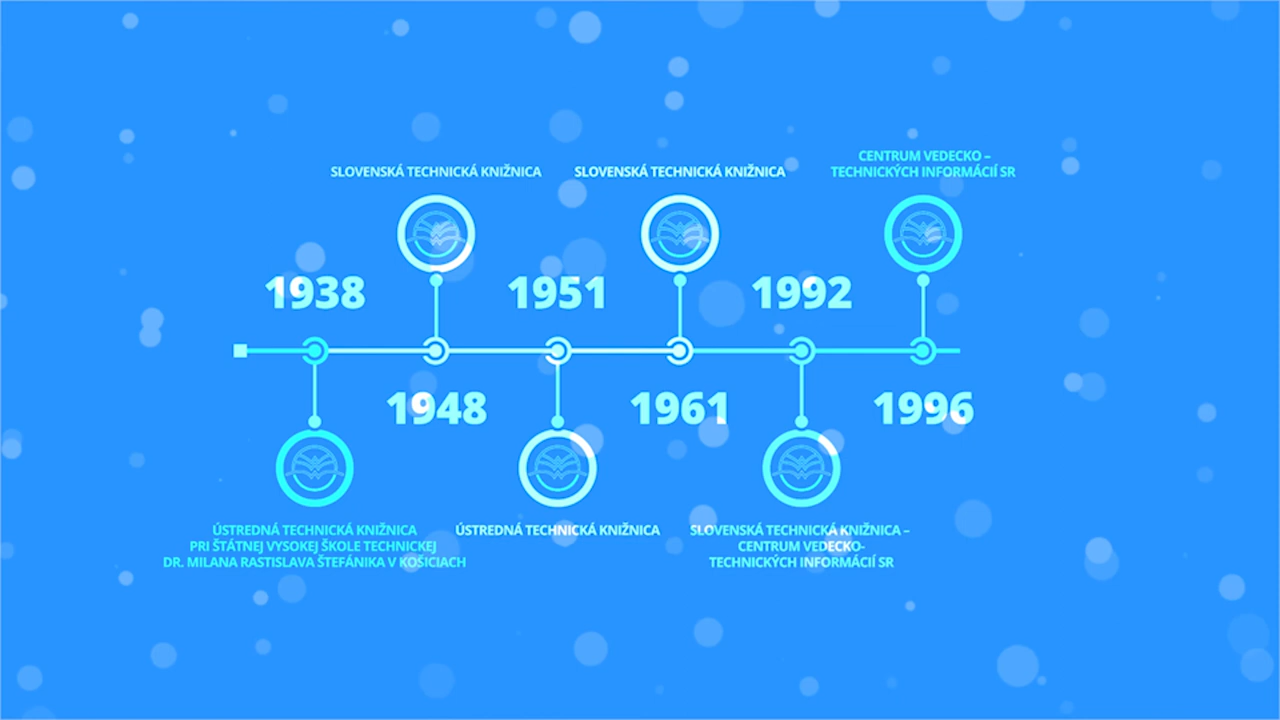 SLOVENSKÁ TECHNICKÁ KNIŽNICA
SLOVENSKÁ TECHNICKÁ KNIŽNICA
CENTRUM VEDECKO –
TECHNICKÝCH INFORMÁCIÍ SR
1938
1951
1992
1948
1961
1996
ÚSTREDNÁ TECHNICKÁ KNIŽNICA
PRI ŠTÁTNEJ VYSOKEJ ŠKOLE TECHNICKEJ
DR. MILANA RASTISLAVA ŠTEFÁNIKA V KOŠICIACH
ÚSTREDNÁ TECHNICKÁ KNIŽNICA
SLOVENSKÁ TECHNICKÁ KNIŽNICA –
CENTRUM VEDECKO-
TECHNICKÝCH INFORMÁCIÍ SR